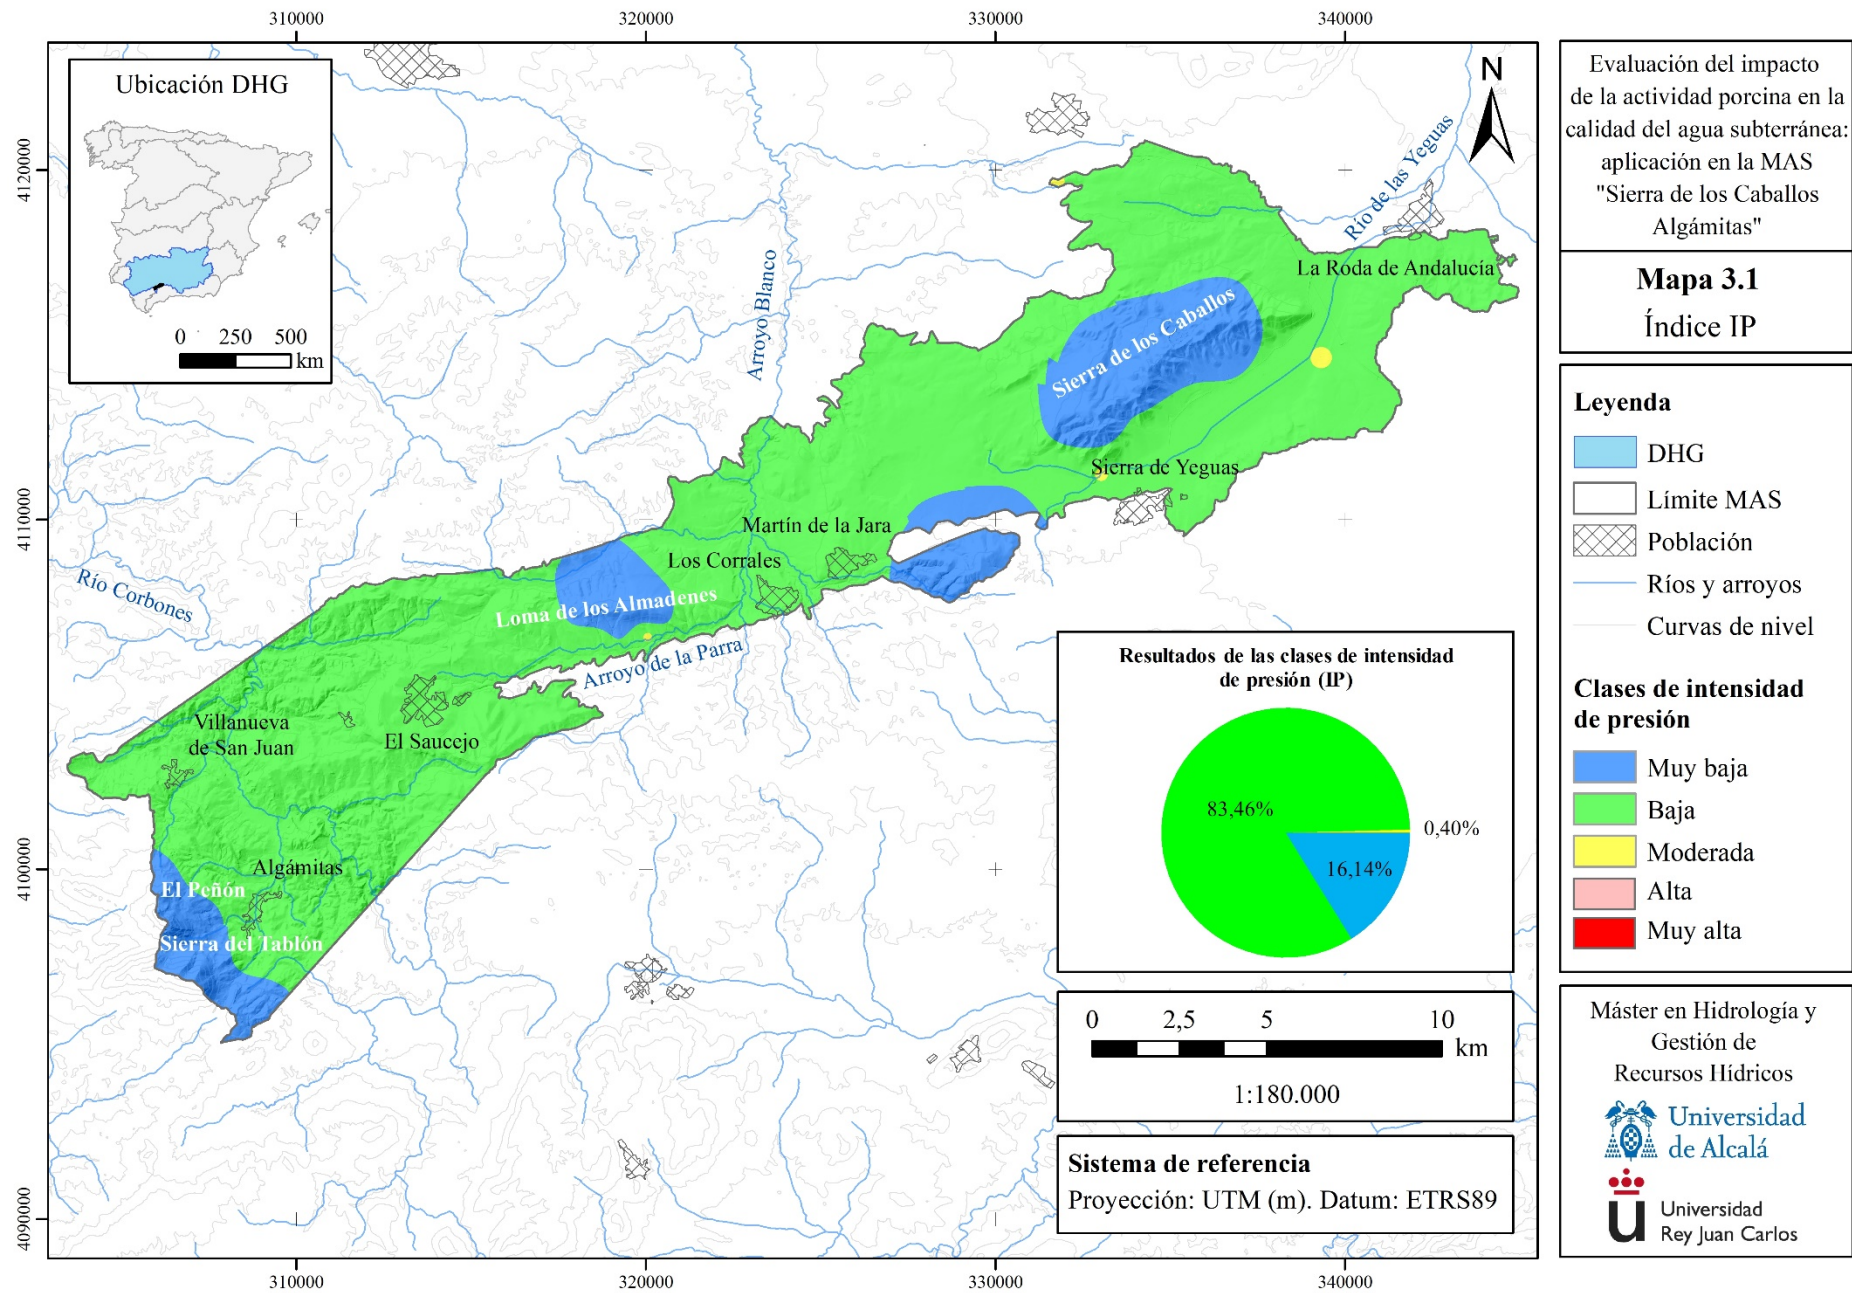 310000
320000
330000
340000
4120000
4110000
4100000
4090000
Ubicación DHG
0
250
500
km
N
Río de las Yeguas
La Roda de Andalucía
Arroyo Blanco
Sierra de los Caballos
Sierra de Yeguas
Martín de la Jara
Los Corrales
Río Corbones
Loma de los Almadenes
Arroyo de la Parra
Villanueva
de San Juan
El Saucejo
Algámitas
El Peñón
Sierra del Tablón
Resultados de las clases de intensidad
de presión (IP)
83,46%
0,40%
16,14%
0
2,5
5
10
km
1:180.000
Sistema de referencia
Proyección: UTM (m). Datum: ETRS89
310000
320000
330000
340000
Evaluación del impacto
de la actividad porcina en la
calidad del agua subterránea:
aplicación en la MAS
"Sierra de los Caballos
Algámitas"
Mapa 3.1
Índice IP
Leyenda
DHG
Límite MAS
Población
Ríos y arroyos
Curvas de nivel
Clases de intensidad
de presión
Muy baja
Baja
Moderada
Alta
Muy alta
Máster en Hidrología y
Gestión de
Recursos Hídricos
Universidad
de Alcalá
u
Universidad
Rey Juan Carlos